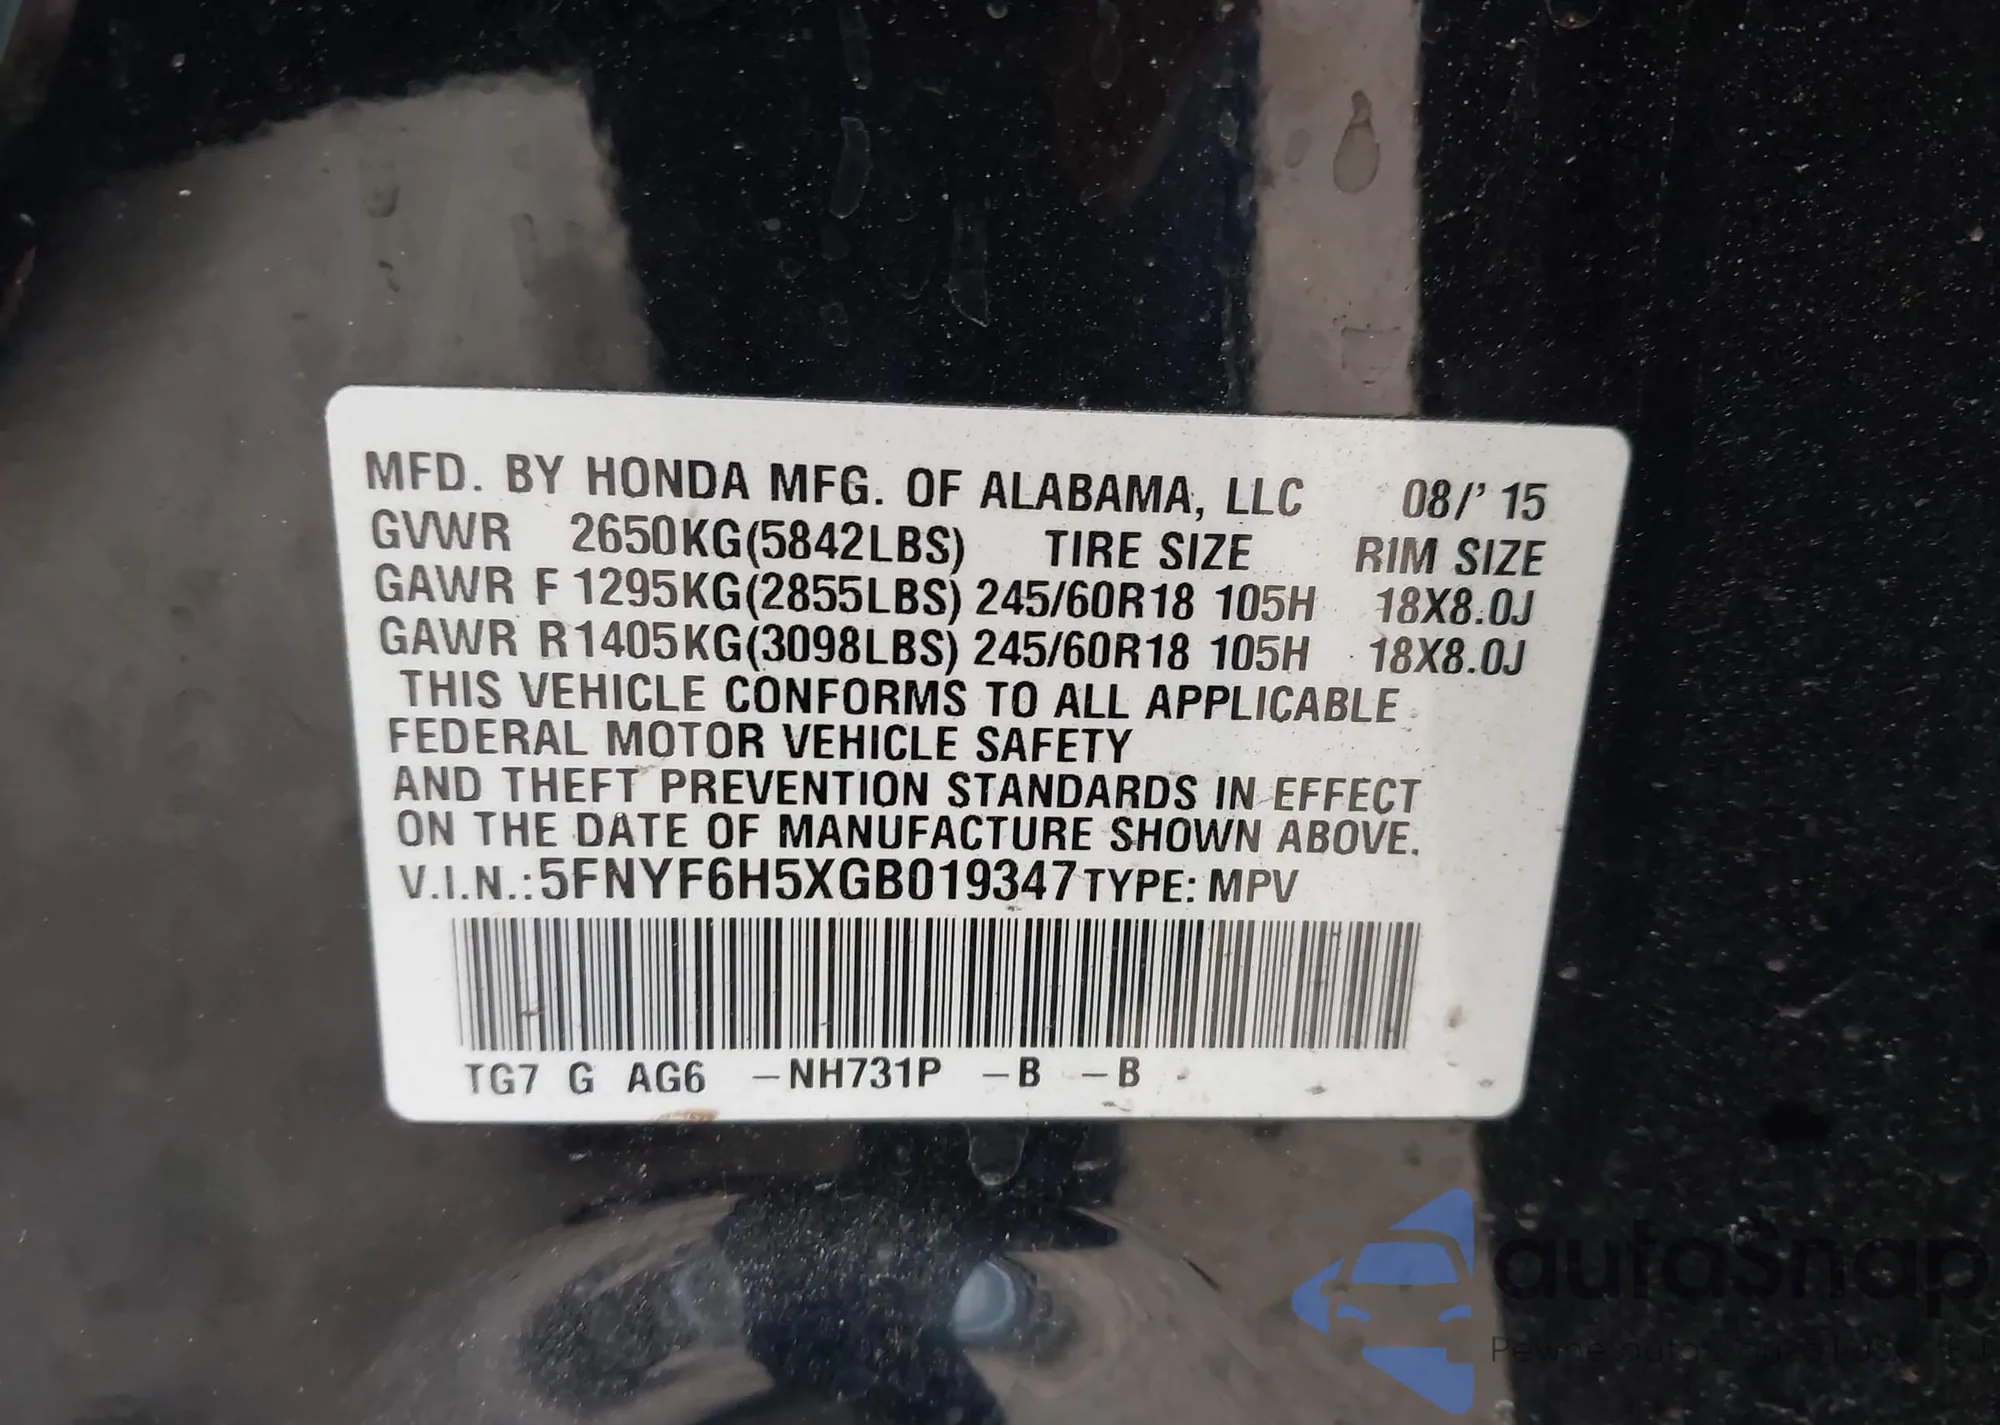 MFD. BY HONDA MFG. OF ALABAMA, LLC 08/' 15
GVWR 2650KG(5842LBS) TIRE SIZE RIM SIZE
GAWR F 1295KG(2855LBS) 245/60R18 105H 18X8.0J
GAWR R 1405KG(3098LBS) 245/60R18 105H 18X8.0J
THIS VEHICLE CONFORMS TO ALL APPLICABLE
FEDERAL MOTOR VEHICLE SAFETY
AND THEFT PREVENTION STANDARDS IN EFFECT
ON THE DATE OF MANUFACTURE SHOWN ABOVE.
V.I.N.: 5FNYF6H5XGB019347 TYPE: MPV
TG7 G AG6 –NH731P –B –B
autoSnap
Pewne auto